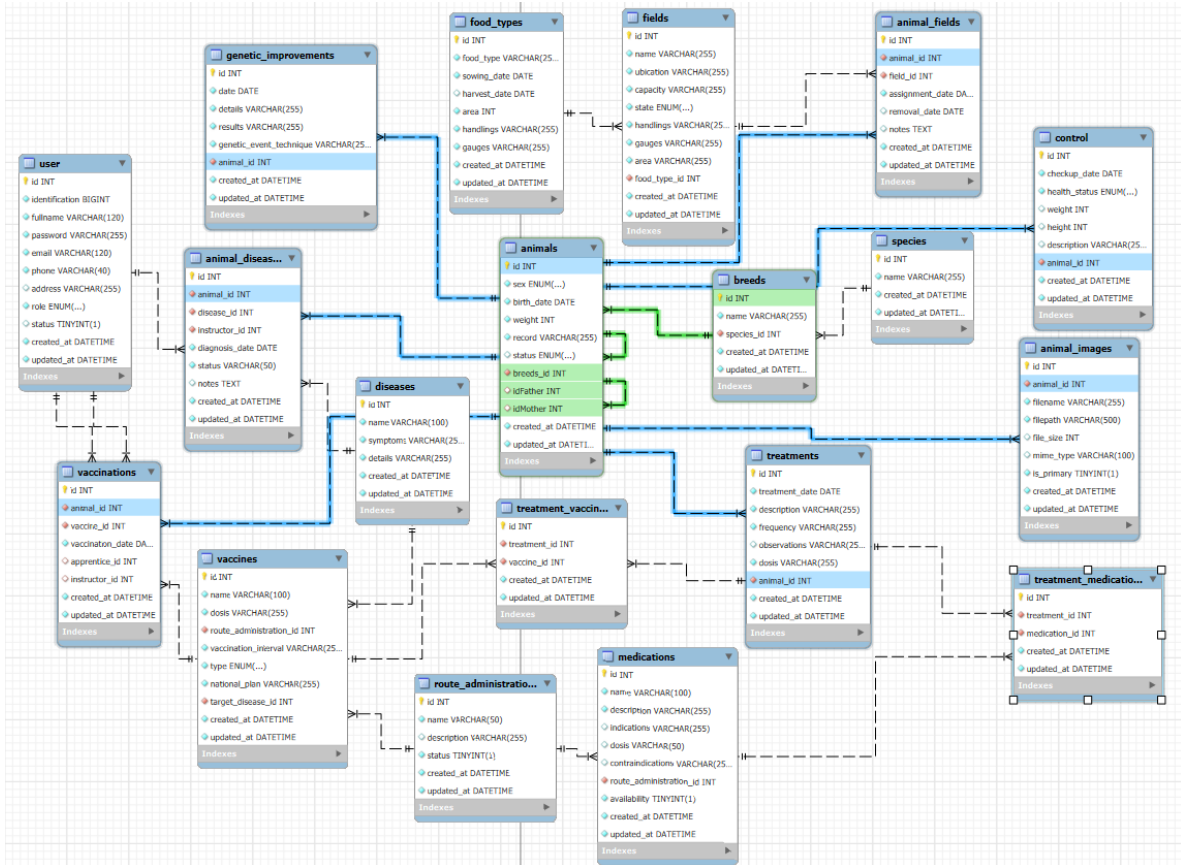 food_types
id INT
food_type VARCHAR(25...
sowing_date DATE
harvest_date DATE
area INT
handlings VARCHAR(255)
gauges VARCHAR(255)
created_at DATETIME
updated_at DATETIME
Indexes
fields
id INT
name VARCHAR(255)
ubication VARCHAR(255)
capacity VARCHAR(255)
state ENUM(...)
handlings VARCHAR(25...
gauges VARCHAR(255)
area VARCHAR(255)
food_type_id INT
created_at DATETIME
updated_at DATETIME
Indexes
animal_fields
id INT
animal_id INT
field_id INT
assignment_date DA...
removal_date DATE
notes TEXT
created_at DATETIME
updated_at DATETIME
Indexes
genetic_improvements
id INT
date DATE
details VARCHAR(255)
results VARCHAR(255)
genetic_event_technique VARCHAR(25...
animal_id INT
created_at DATETIME
updated_at DATETIME
Indexes
control
id INT
checkup_date DATE
health_status ENUM(...)
weight INT
height INT
description VARCHAR(25...
animal_id INT
created_at DATETIME
updated_at DATETIME
Indexes
user
id INT
identification BIGINT
fullname VARCHAR(120)
password VARCHAR(255)
email VARCHAR(120)
phone VARCHAR(40)
address VARCHAR(255)
role ENUM(...)
status TINYINT(1)
created_at DATETIME
updated_at DATETIME
Indexes
animal_diseas...
id INT
animal_id INT
disease_id INT
instructor_id INT
diagnosis_date DATE
status VARCHAR(50)
notes TEXT
created_at DATETIME
updated_at DATETIME
Indexes
animals
id INT
sex ENUM(...)
birth_date DATE
weight INT
record VARCHAR(255)
status ENUM(...)
breeds_id INT
idFather INT
idMother INT
created_at DATETIME
updated_at DATETI...
Indexes
breeds
id INT
name VARCHAR(255)
species_id INT
created_at DATETIME
updated_at DATETIME
Indexes
species
id INT
name VARCHAR(255)
created_at DATETIME
updated_at DATETI...
Indexes
animal_images
id INT
animal_id INT
filename VARCHAR(255)
filepath VARCHAR(500)
file_size INT
mime_type VARCHAR(100)
is_primary TINYINT(1)
created_at DATETIME
updated_at DATETIME
Indexes
diseases
id INT
name VARCHAR(100)
symptoms VARCHAR(25...
details VARCHAR(255)
created_at DATETIME
updated_at DATETIME
Indexes
vaccinations
id INT
animal_id INT
vaccine_id INT
vaccination_date DA...
apprentice_id INT
instructor_id INT
created_at DATETIME
updated_at DATETIME
Indexes
treatments
id INT
treatment_date DATE
description VARCHAR(255)
frequency VARCHAR(255)
observations VARCHAR(25...
dosis VARCHAR(255)
animal_id INT
created_at DATETIME
updated_at DATETIME
Indexes
treatment_vaccin...
id INT
treatment_id INT
vaccine_id INT
created_at DATETIME
updated_at DATETIME
Indexes
vaccines
id INT
name VARCHAR(100)
dosis VARCHAR(255)
route_administration_id INT
vaccination_interval VARCHAR(25...
type ENUM(...)
national_plan VARCHAR(255)
target_disease_id INT
created_at DATETIME
updated_at DATETIME
Indexes
treatment_medicatio...
id INT
treatment_id INT
medication_id INT
created_at DATETIME
updated_at DATETIME
Indexes
route_administratio...
id INT
name VARCHAR(50)
description VARCHAR(255)
status TINYINT(1)
created_at DATETIME
updated_at DATETIME
Indexes
medications
id INT
name VARCHAR(100)
description VARCHAR(255)
indications VARCHAR(255)
dosis VARCHAR(50)
contraindications VARCHAR(25...
route_administration_id INT
availability TINYINT(1)
created_at DATETIME
updated_at DATETIME
Indexes